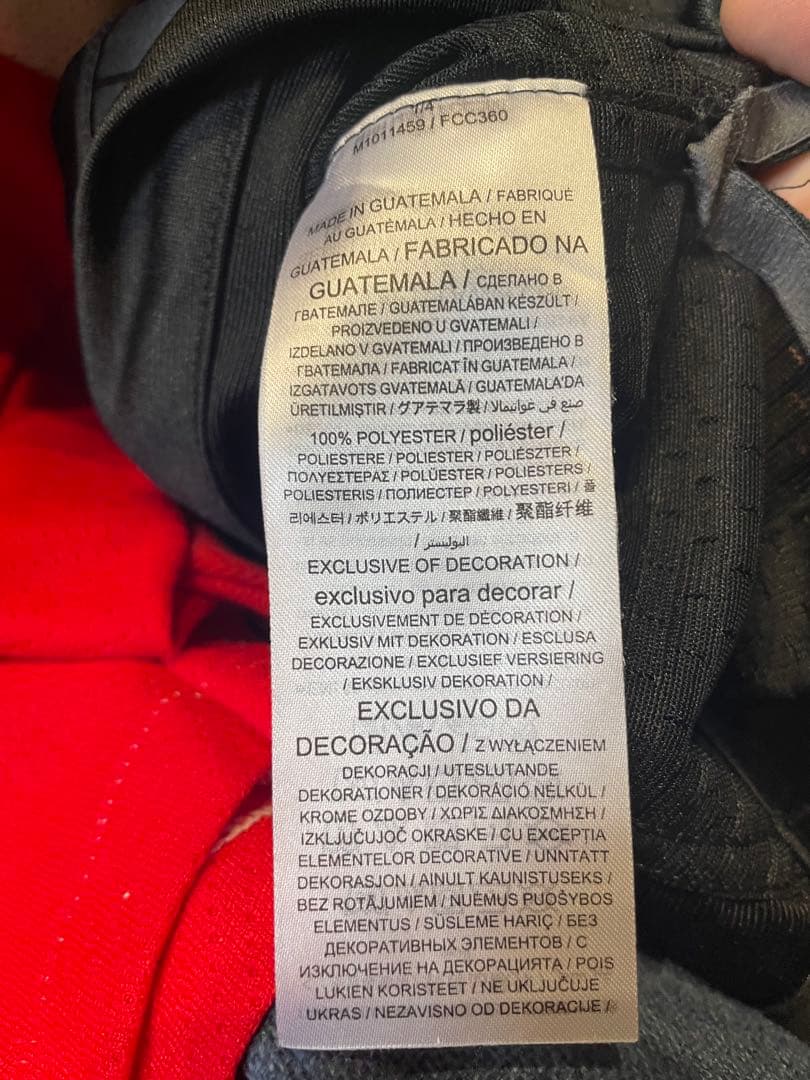 /4
M1011459 / FCC360
MADE IN GUATEMALA / FABRIQUÉ
AU GUATÉMALA / HECHO EN
GUATEMALA / FABRICADO NA
GUATEMALA / СДЕЛАНО В
ГВАТЕМАЛЕ / GUATEMALÁBAN KÉSZÜLT /
PROIZVEDENO U GVATEMALI /
IZDELANO V GVATEMALI / ПРОИЗВЕДЕНО В
ГВАТЕМАЛА / FABRICAT ÎN GUATEMALA /
IZGATAVOTS GVATEMALĀ / GUATEMALA'DA
ÜRETILMIŞTIR / グアテマラ製 / صنع في غواتيمالا
100% POLYESTER / poliéster /
POLIESTERE / POLIESTER / POLIÉSZTER /
ΠΟΛΥΕΣΤΕΡΑΣ / POLÜESTER / POLIESTERS /
POLIESTERIS / ПОЛИЕСТЕР / POLYESTERI / 폴
리에스터 / ポリエステル / 聚酯纖維 / 聚酯纤维
/ البوليستر
EXCLUSIVE OF DECORATION /
exclusivo para decorar /
EXCLUSIVEMENT DE DÉCORATION /
EXKLUSIV MIT DEKORATION / ESCLUSA
DECORAZIONE / EXCLUSIEF VERSIERING
/ EKSKLUSIV DEKORATION /
EXCLUSIVO DA
DECORAÇÃO / Z WYŁĄCZENIEM
DEKORACJI / UTESLUTANDE
DEKORATIONER / DEKORÁCIÓ NÉLKÜL /
KROMĚ OZDOBY / ΧΩΡΙΣ ΔΙΑΚΟΣΜΗΣΗ /
IZKLJUČUJOČ OKRASKE / CU EXCEPTIA
ELEMENTELOR DECORATIVE / UNNTATT
DEKORASJON / AINULT KAUNISTUSEKS /
BEZ ROTĀJUMIEM / NUĖMUS PUOŠYBOS
ELEMENTUS / SÜSLEME HARIÇ / БЕЗ
ДЕКОРАТИВНЫХ ЭЛЕМЕНТОВ / С
ИЗКЛЮЧЕНИЕ НА ДЕКОРАЦИЯТА / POIS
LUKIEN KORISTEET / NE UKLJUČUJE
UKRAS / NEZAVISNO OD DEKORACIJE /